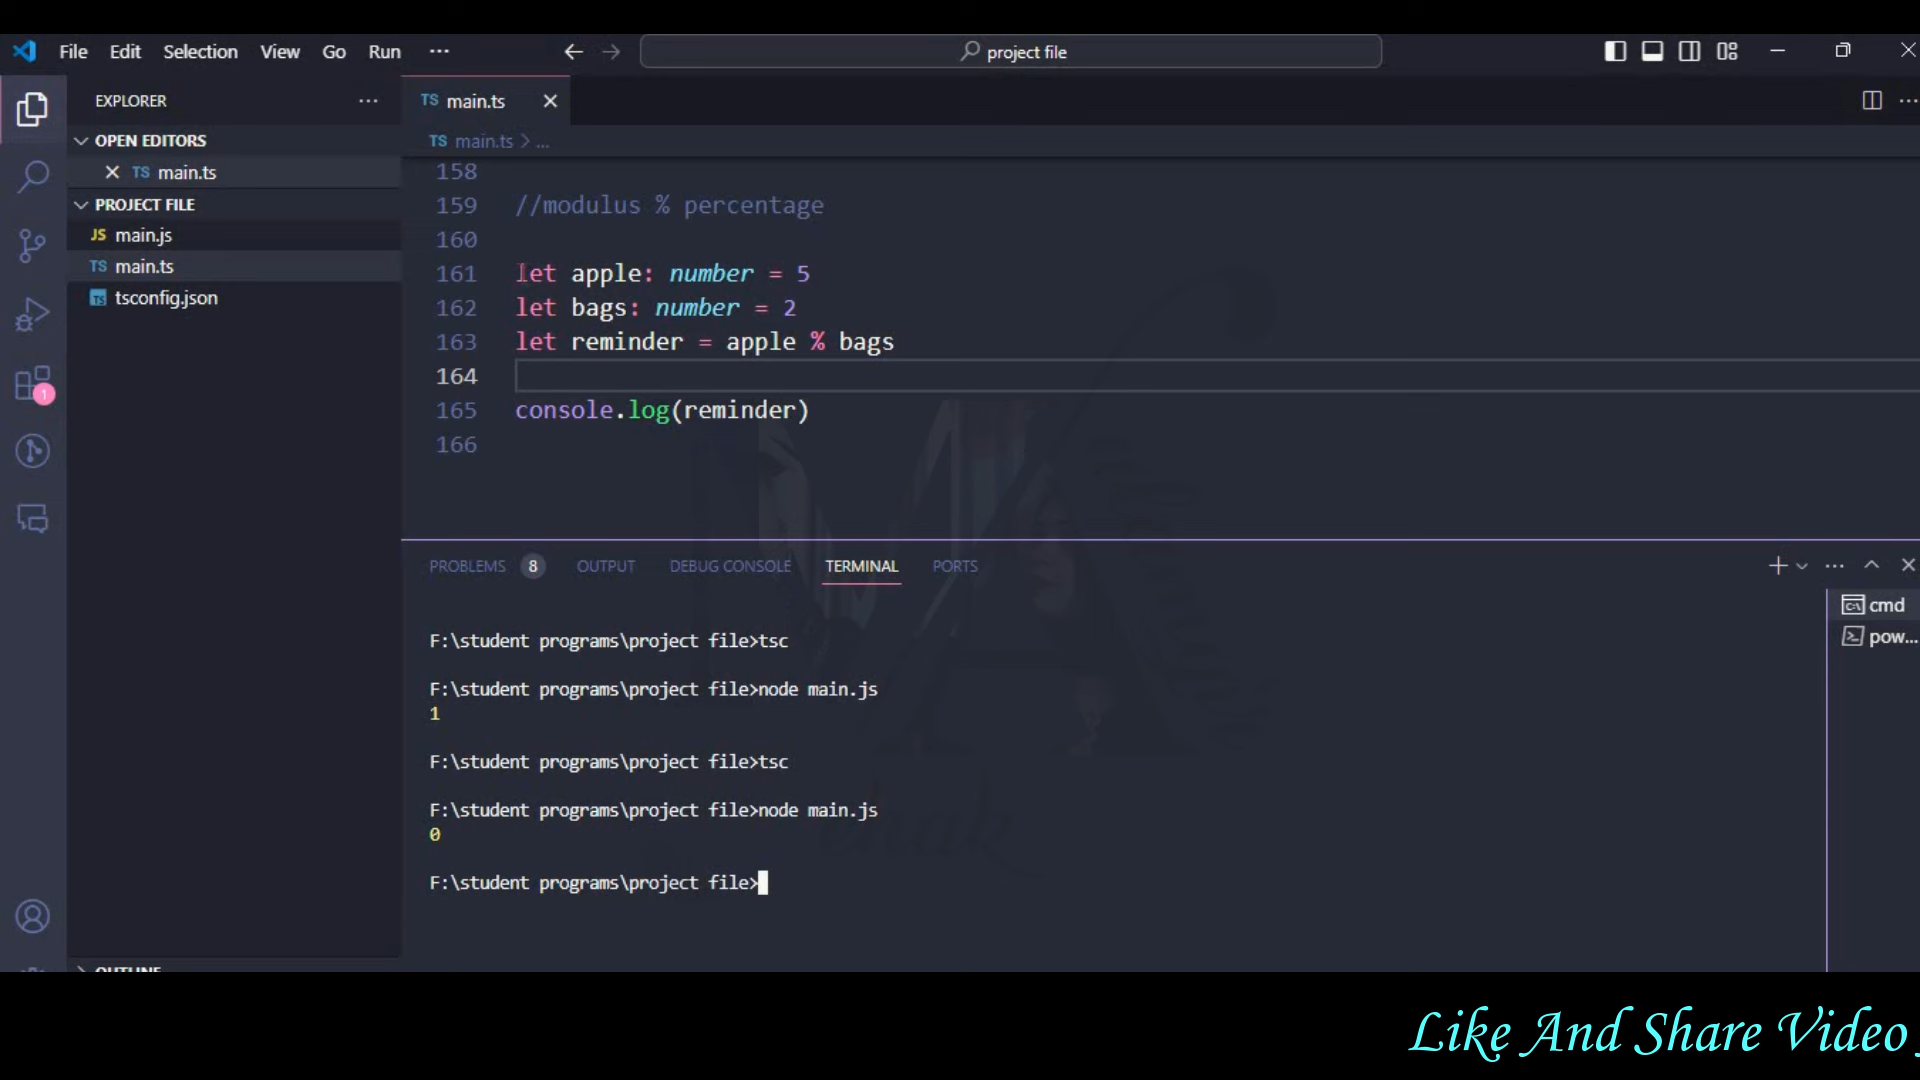 File Edit Selection View Go Run ...
project file
EXPLORER ...
TS main.ts
OPEN EDITORS
TS main.ts > ...
TS main.ts
PROJECT FILE
JS main.js
TS main.ts
TS tsconfig.json
1
158
159 //modulus % percentage
160
161 let apple: number = 5
162 let bags: number = 2
163 let reminder = apple % bags
164
165 console.log(reminder)
166
PROBLEMS 8 OUTPUT DEBUG CONSOLE TERMINAL PORTS
cmd
pow...
F:\student programs\project file>tsc
F:\student programs\project file>node main.js
1
F:\student programs\project file>tsc
F:\student programs\project file>node main.js
0
F:\student programs\project file>
OUTLINE
Like And Share Video